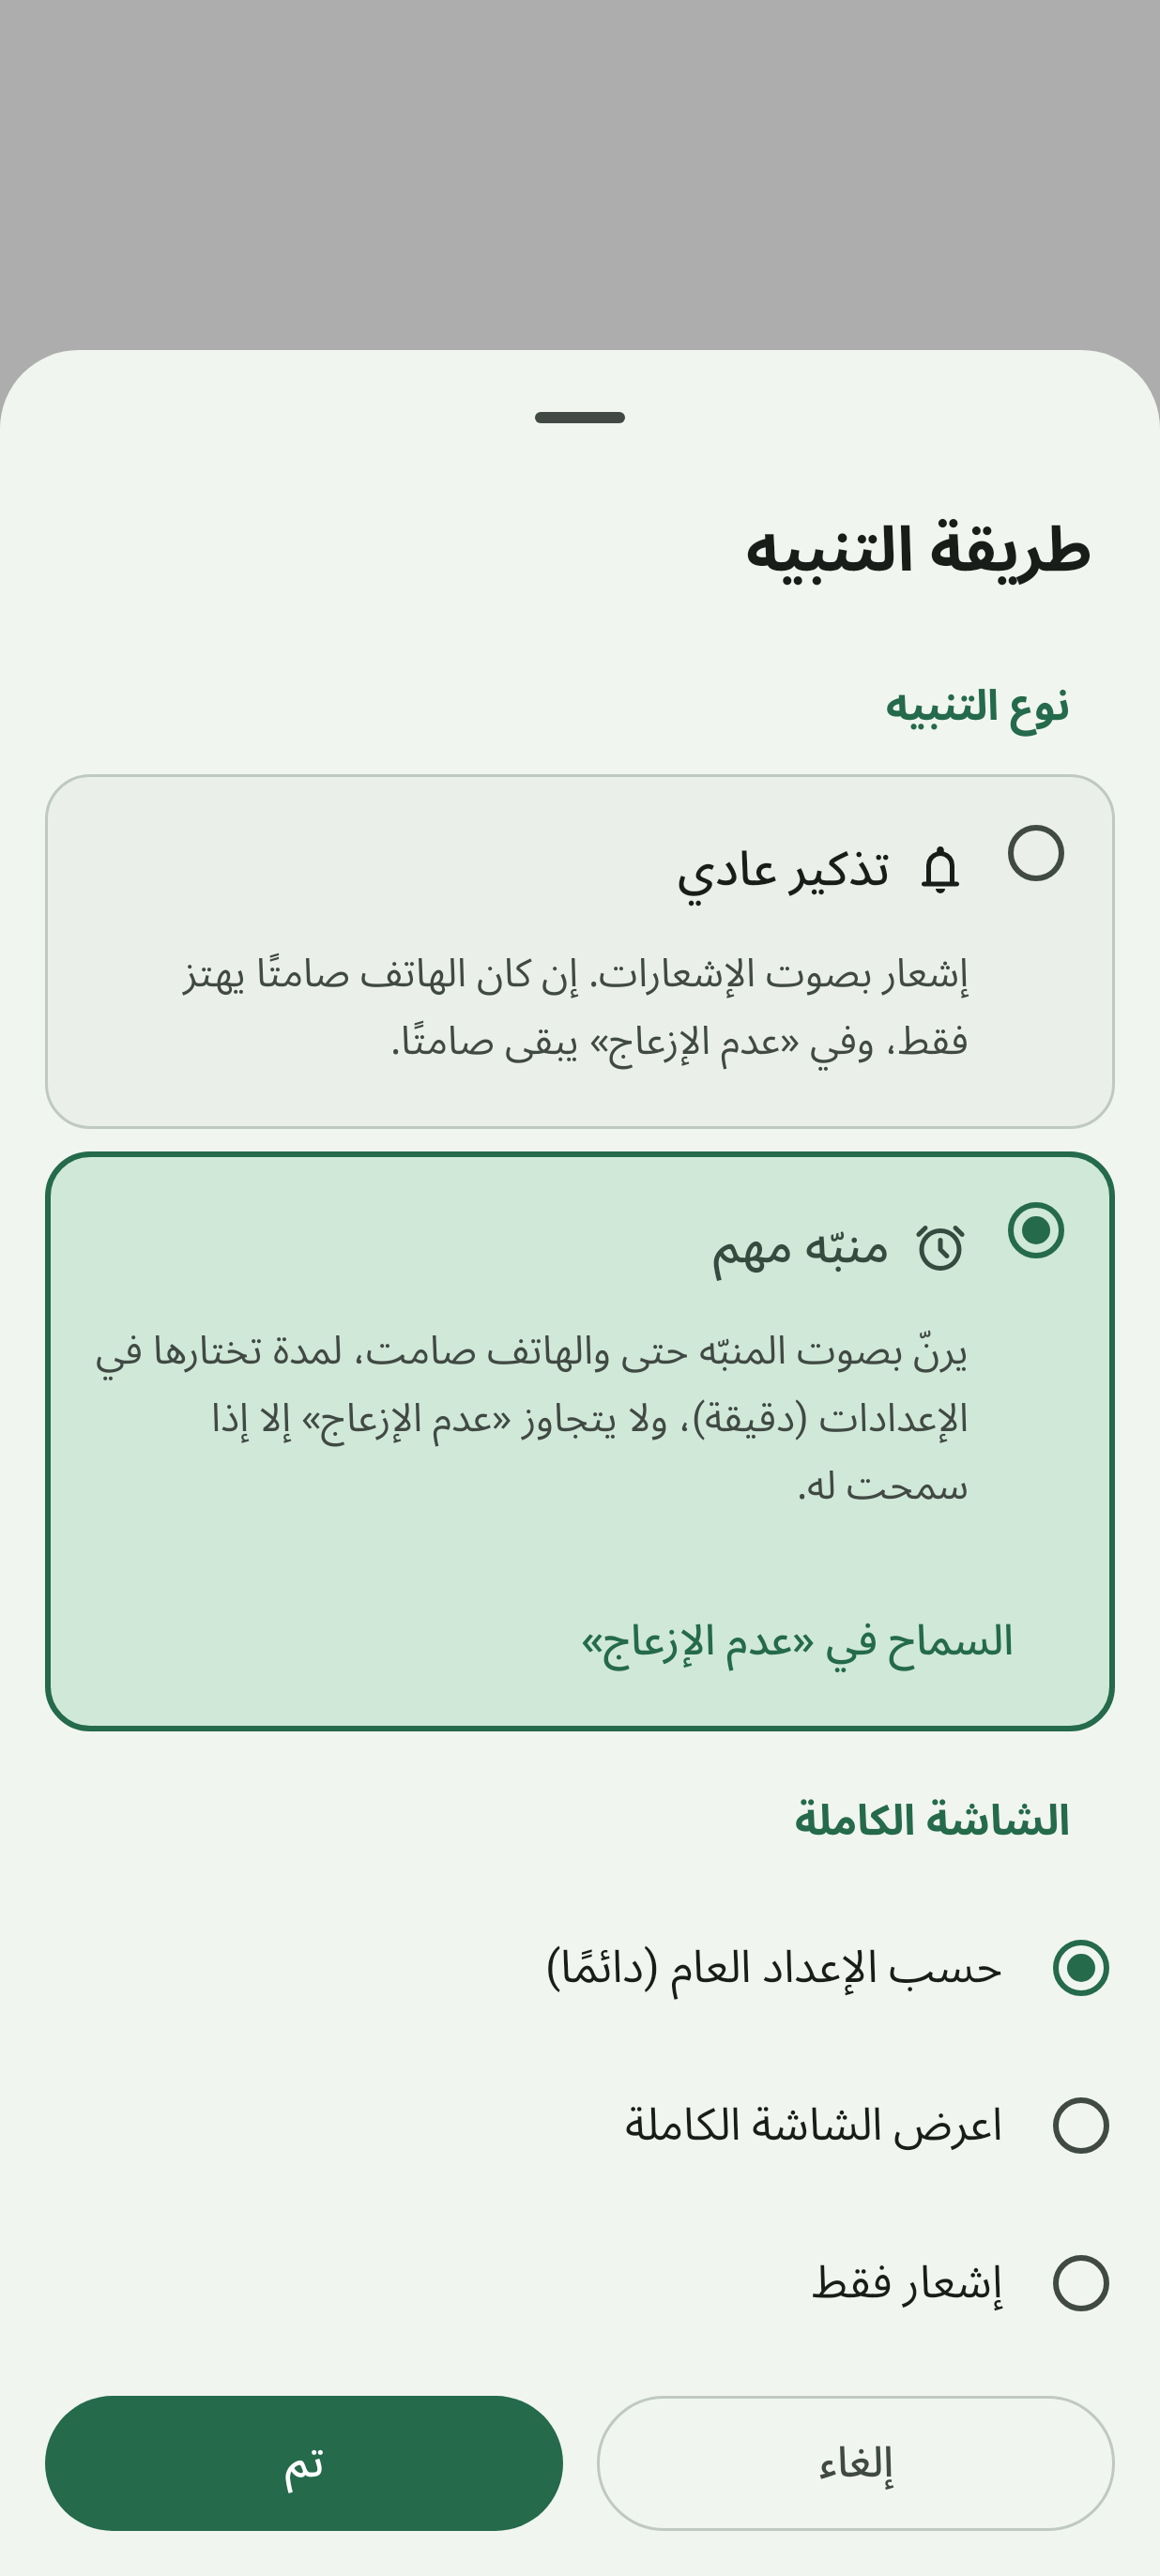 طريقة التنبيه
نوع التنبيه
تذكير عادي
إشعار بصوت الإشعارات. إن كان الهاتف صامتًا يهتز
فقط، وفي «عدم الإزعاج» يبقى صامتًا.
منبّه مهم
يرنّ بصوت المنبّه حتى والهاتف صامت، لمدة تختارها في
الإعدادات (دقيقة)، ولا يتجاوز «عدم الإزعاج» إلا إذا
سمحت له.
السماح في «عدم الإزعاج»
الشاشة الكاملة
حسب الإعداد العام (دائمًا)
اعرض الشاشة الكاملة
إشعار فقط
إلغاء
تم